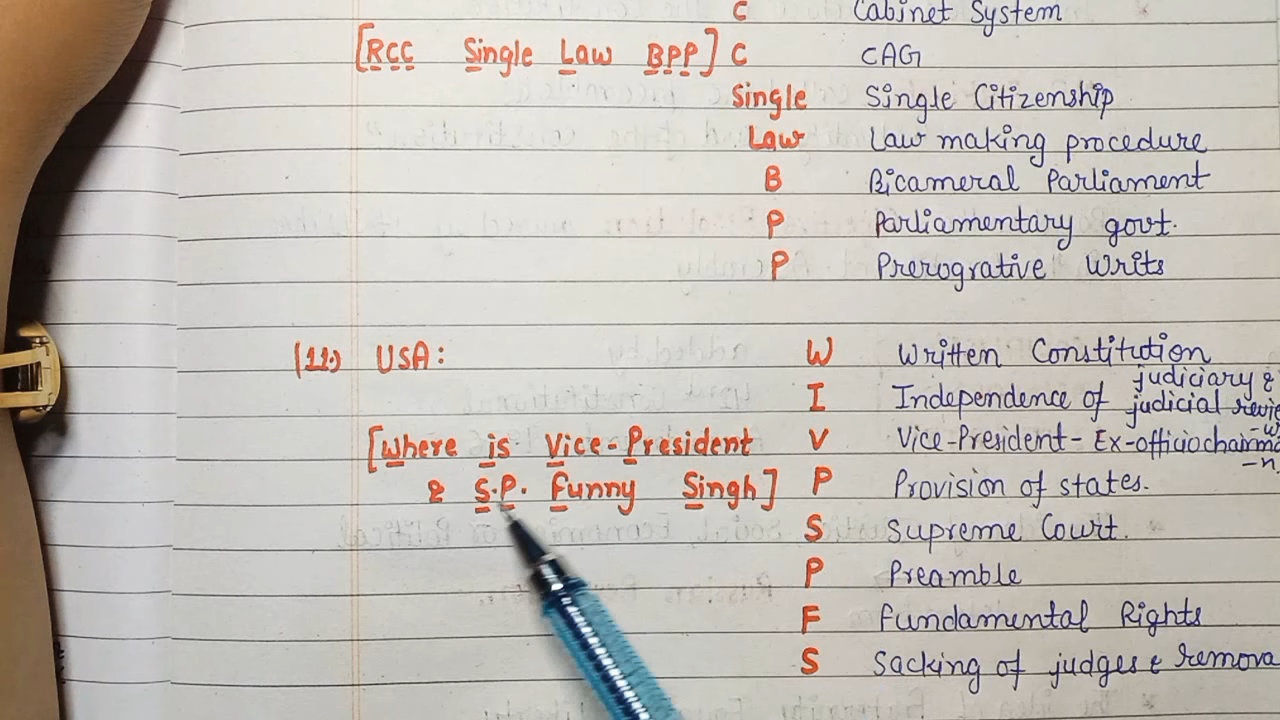 C Cabinet System
[RCC Single Law BPP] C CAG
Single Single Citizenship
Law Law making procedure
B Bicameral Parliament
P Parliamentary govt.
P Prerogrative Writs
(11.) USA: W Written Constitution
I Independence of judiciary & judicial revie
[Where is Vice-President V Vice-President - Ex-officio chairma
& S.P. Funny Singh] P Provision of states.
S Supreme Court.
P Preamble
F Fundamental Rights
S Sacking of judges & remova